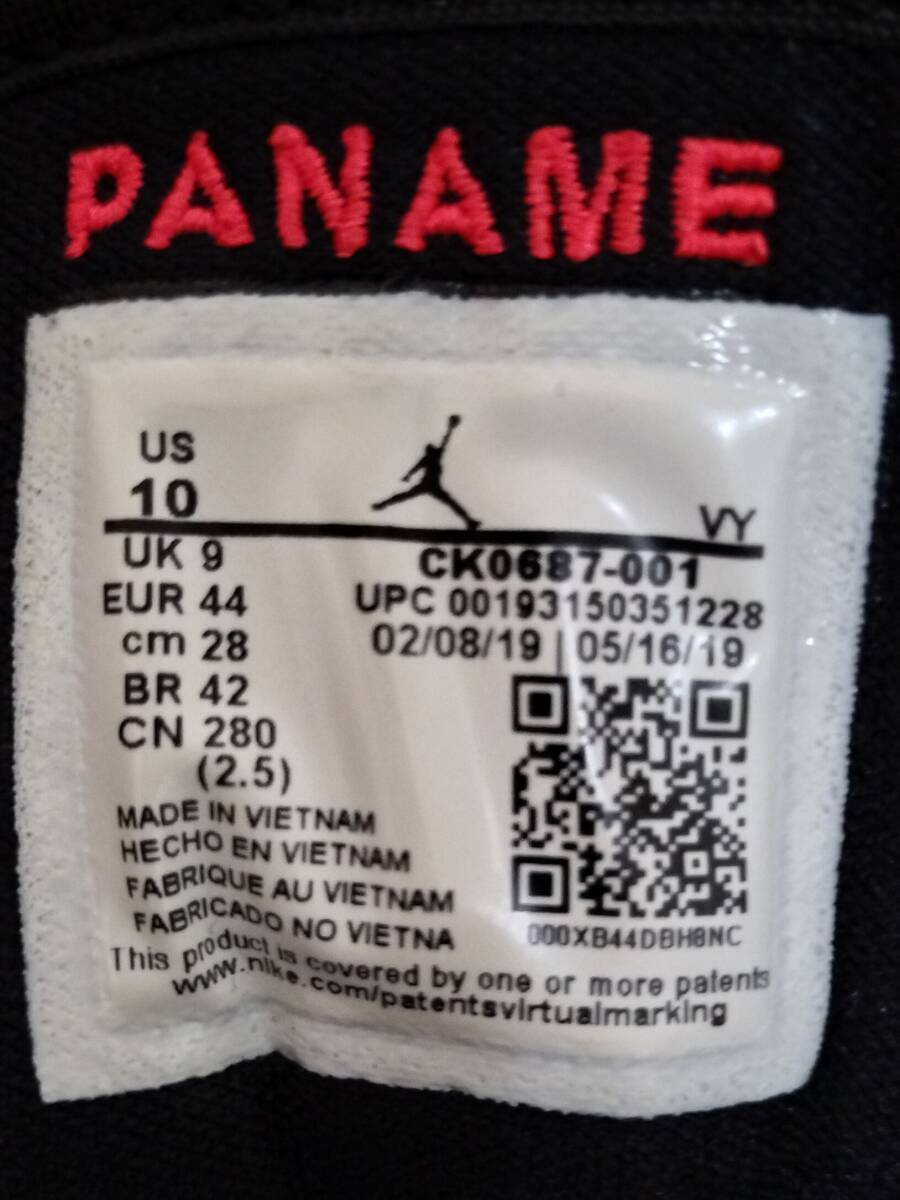 PANAME
US
10
VY
UK 9
EUR 44
cm 28
BR 42
CN 280
(2.5)
CK0687-001
UPC 00193150351228
02/08/19 | 05/16/19
000XB44DBH8NC
MADE IN VIETNAM
HECHO EN VIETNAM
FABRIQUE AU VIETNAM
FABRICADO NO VIETNA
This product is covered by one or more patents
www.nike.com/patentsvirtualmarking